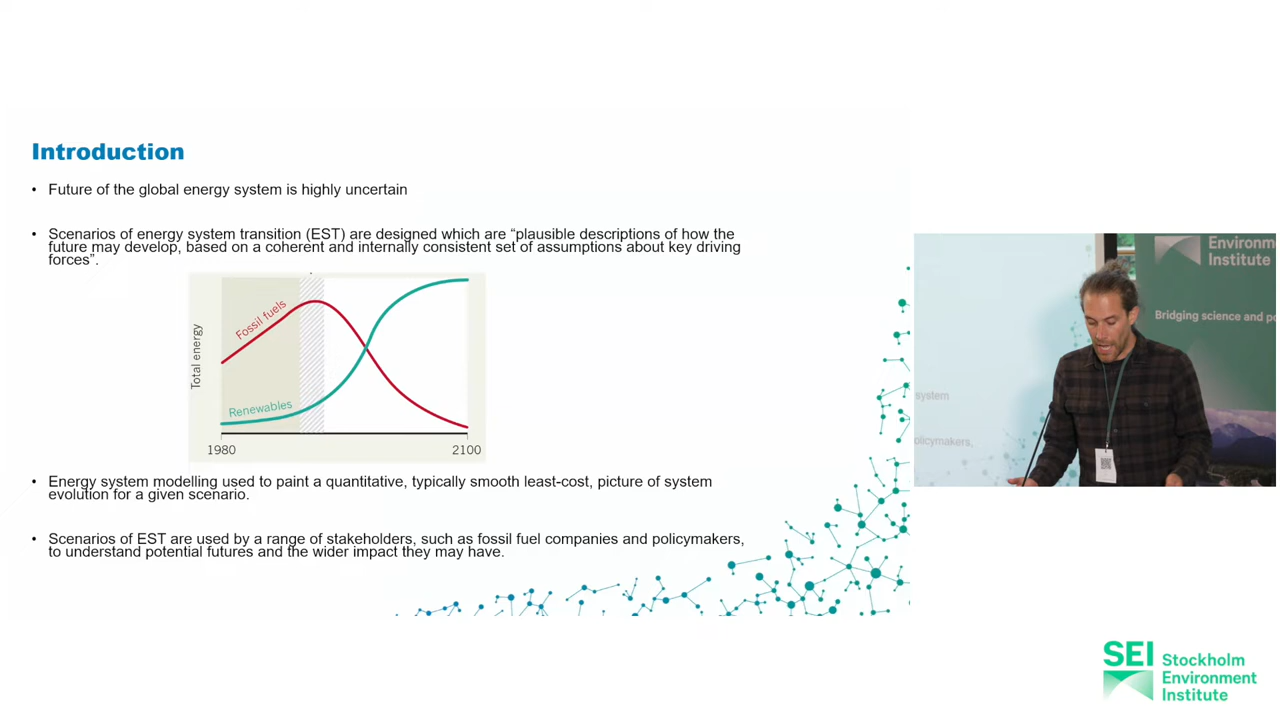 Introduction
• Future of the global energy system is highly uncertain
• Scenarios of energy system transition (EST) are designed which are “plausible descriptions of how the
future may develop, based on a coherent and internally consistent set of assumptions about key driving
forces”.
Total energy
Fossil fuels
Renewables
1980
2100
• Energy system modelling used to paint a quantitative, typically smooth least-cost, picture of system
evolution for a given scenario.
• Scenarios of EST are used by a range of stakeholders, such as fossil fuel companies and policymakers,
to understand potential futures and the wider impact they may have.
Environm
Institute
Bridging science and po
system
policymakers,
SEI Stockholm
Environment
Institute